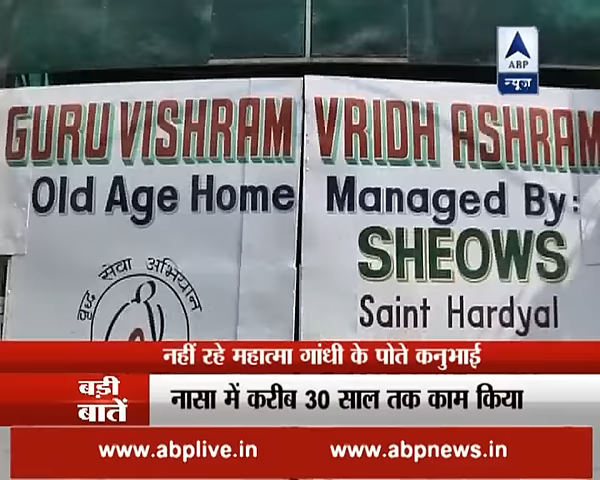 ABP
न्यूज़
GURU VISHRAM VRIDH ASHRAM
Old Age Home Managed By:
SHEOWS
Saint Hardyal
वृद्ध सेवा अभियान
नहीं रहे महात्मा गांधी के पोते कनुभाई
बड़ी बातें
नासा में करीब 30 साल तक काम किया
www.abplive.in www.abpnews.in